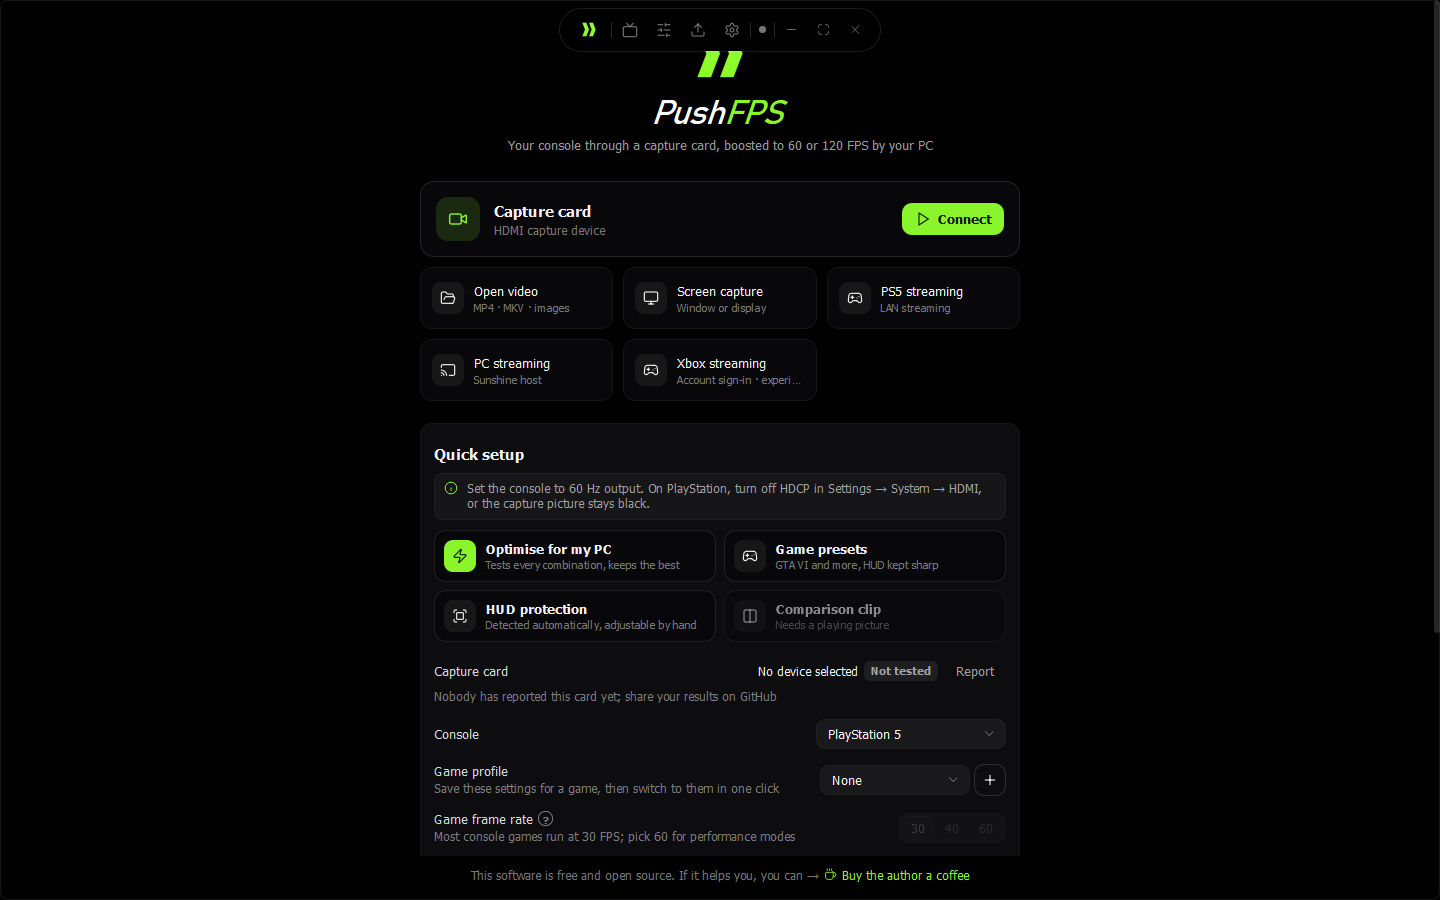 PushFPS
Your console through a capture card, boosted to 60 or 120 FPS by your PC
Capture card
HDMI capture device
Connect
Open video
MP4 · MKV · images
Screen capture
Window or display
PS5 streaming
LAN streaming
PC streaming
Sunshine host
Xbox streaming
Account sign-in · experi...
Quick setup
Set the console to 60 Hz output. On PlayStation, turn off HDCP in Settings → System → HDMI,
or the capture picture stays black.
Optimise for my PC
Tests every combination, keeps the best
Game presets
GTA VI and more, HUD kept sharp
HUD protection
Detected automatically, adjustable by hand
Comparison clip
Needs a playing picture
Capture card
No device selected
Not tested
Report
Nobody has reported this card yet; share your results on GitHub
Console
PlayStation 5
Game profile
Save these settings for a game, then switch to them in one click
None
Game frame rate ?
Most console games run at 30 FPS; pick 60 for performance modes
30 40 60
This software is free and open source. If it helps you, you can → Buy the author a coffee